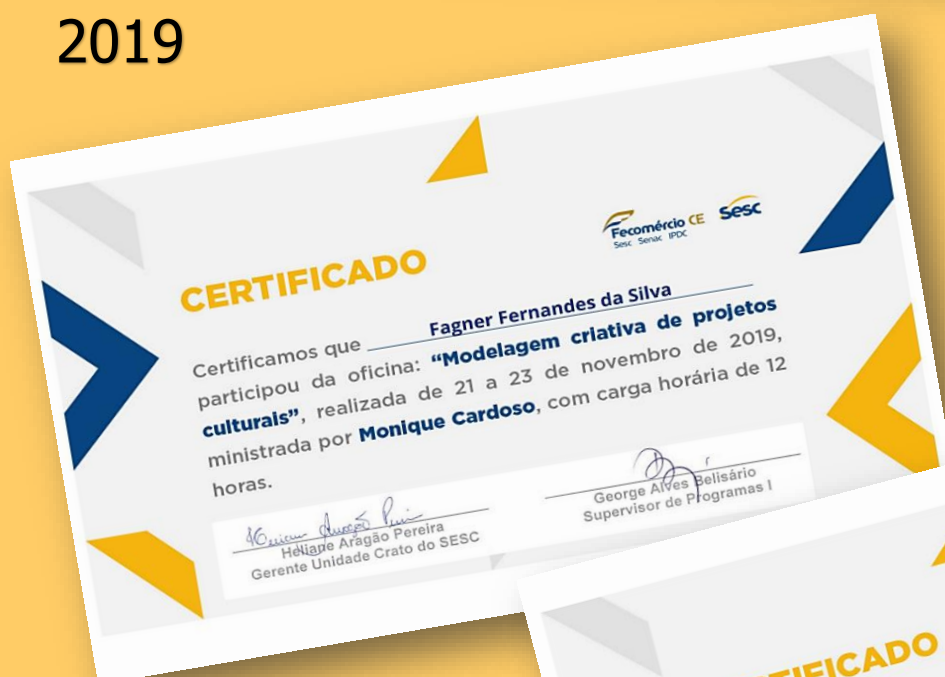 2019
Fecomércio CE Sesc
Sesc Senac IPDC
CERTIFICADO
Certificamos que Fagner Fernandes da Silva
participou da oficina: “Modelagem criativa de projetos
culturais”, realizada de 21 a 23 de novembro de 2019,
ministrada por Monique Cardoso, com carga horária de 12
horas.
Heliane Aragão Pereira
Gerente Unidade Crato do SESC
George Alves Belisário
Supervisor de Programas I
TIFICADO